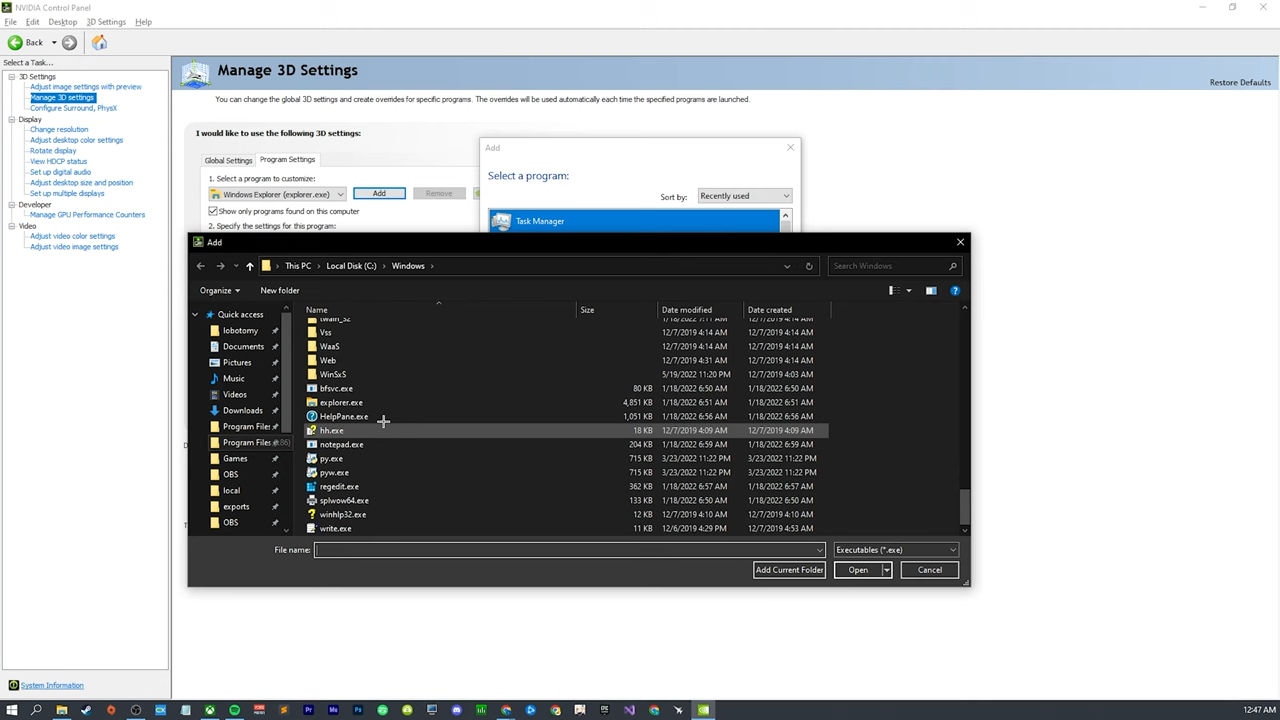 NVIDIA Control Panel
File Edit Desktop 3D Settings Help
Back
Select a Task...
3D Settings
Adjust image settings with preview
Manage 3D settings
Configure Surround, PhysX
Display
Change resolution
Adjust desktop color settings
Rotate display
View HDCP status
Set up digital audio
Adjust desktop size and position
Set up multiple displays
Developer
Manage GPU Performance Counters
Video
Adjust video color settings
Adjust video image settings
System Information
Manage 3D Settings
Restore Defaults
You can change the global 3D settings and create overrides for specific programs. The overrides will be used automatically each time the specified programs are launched.
I would like to use the following 3D settings:
Global Settings Program Settings
1. Select a program to customize:
Windows Explorer (explorer.exe) Add Remove
Show only programs found on this computer
2. Specify the settings for this program:
Add
Select a program:
Sort by: Recently used
Task Manager
Add
This PC > Local Disk (C:) > Windows >
Search Windows
Organize New folder
Quick access
lobotomy
Documents
Pictures
Music
Videos
Downloads
Program Files
Program Files (x86)
Games
OBS
local
exports
OBS
Name Size Date modified Date created
twain_32 1/18/2022 7:11 AM 12/7/2019 4:14 AM
Vss 12/7/2019 4:14 AM 12/7/2019 4:14 AM
WaaS 12/7/2019 4:14 AM 12/7/2019 4:14 AM
Web 12/7/2019 4:31 AM 12/7/2019 4:14 AM
WinSxS 5/19/2022 11:20 PM 12/7/2019 4:03 AM
bfsvc.exe 80 KB 1/18/2022 6:50 AM 1/18/2022 6:50 AM
explorer.exe 4,851 KB 1/18/2022 6:51 AM 1/18/2022 6:51 AM
HelpPane.exe 1,051 KB 1/18/2022 6:56 AM 1/18/2022 6:56 AM
hh.exe 18 KB 12/7/2019 4:09 AM 12/7/2019 4:09 AM
notepad.exe 204 KB 1/18/2022 6:50 AM 1/18/2022 6:50 AM
py.exe 715 KB 3/23/2022 11:22 PM 3/23/2022 11:22 PM
pyw.exe 715 KB 3/23/2022 11:22 PM 3/23/2022 11:22 PM
regedit.exe 362 KB 1/18/2022 6:57 AM 1/18/2022 6:57 AM
splwow64.exe 133 KB 1/18/2022 6:50 AM 1/18/2022 6:50 AM
winhlp32.exe 12 KB 12/7/2019 4:10 AM 12/7/2019 4:10 AM
write.exe 11 KB 12/6/2019 4:29 PM 12/7/2019 4:53 AM
File name: Executables (*.exe)
Add Current Folder Open Cancel
12:47 AM